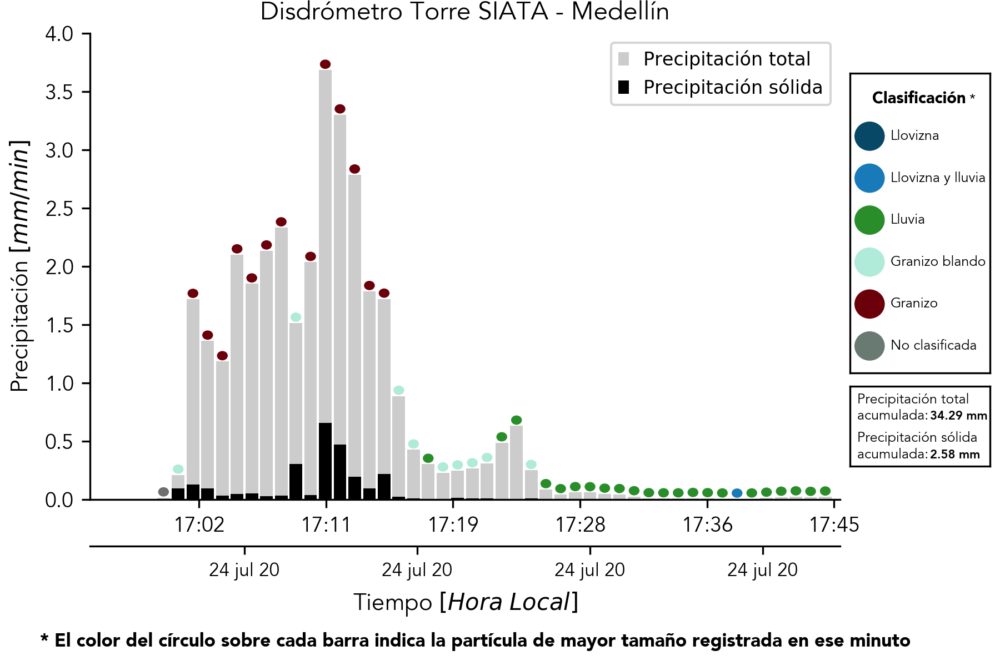 Disdrómetro Torre SIATA - Medellín
Precipitación [mm/min]
4.0
3.5
3.0
2.5
2.0
1.5
1.0
0.5
0.0
Precipitación total
Precipitación sólida
Clasificación *
Llovizna
Llovizna y lluvia
Lluvia
Granizo blando
Granizo
No clasificada
Precipitación total
acumulada: 34.29 mm
Precipitación sólida
acumulada: 2.58 mm
17:02 17:11 17:19 17:28 17:36 17:45
24 jul 20 24 jul 20 24 jul 20 24 jul 20
Tiempo [Hora Local]
* El color del círculo sobre cada barra indica la partícula de mayor tamaño registrada en ese minuto